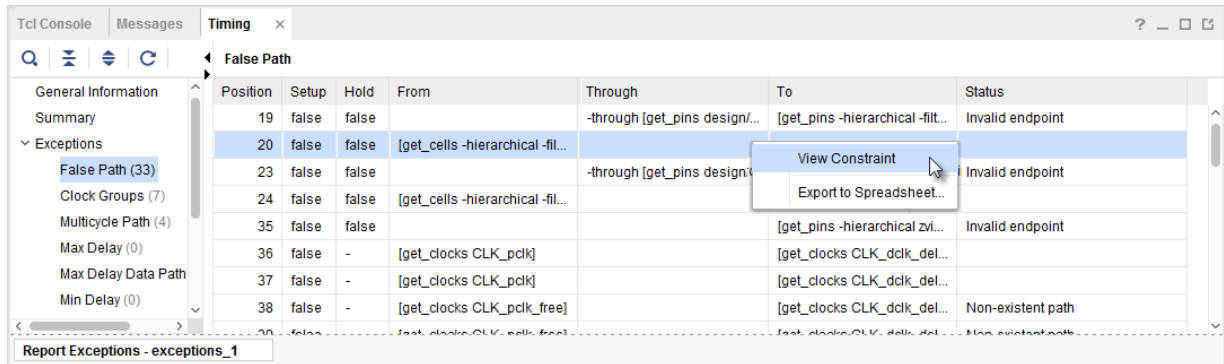 Tcl Console Messages Timing × ?
False Path
General Information
Summary
Exceptions
False Path (33)
Clock Groups (7)
Multicycle Path (4)
Max Delay (0)
Max Delay Data Path
Min Delay (0)
Position Setup Hold From Through To Status
19 false false -through [get_pins design/... [get_pins -hierarchical -filt... Invalid endpoint
20 false false [get_cells -hierarchical -fil...
23 false false -through [get_pins design/ Invalid endpoint
24 false false [get_cells -hierarchical -fil...
35 false false [get_pins -hierarchical zvi... Invalid endpoint
36 false - [get_clocks CLK_pclk] [get_clocks CLK_dclk_del...
37 false - [get_clocks CLK_pclk] [get_clocks CLK_dclk_del...
38 false - [get_clocks CLK_pclk_free] [get_clocks CLK_dclk_del... Non-existent path
View Constraint
Export to Spreadsheet...
Report Exceptions - exceptions_1